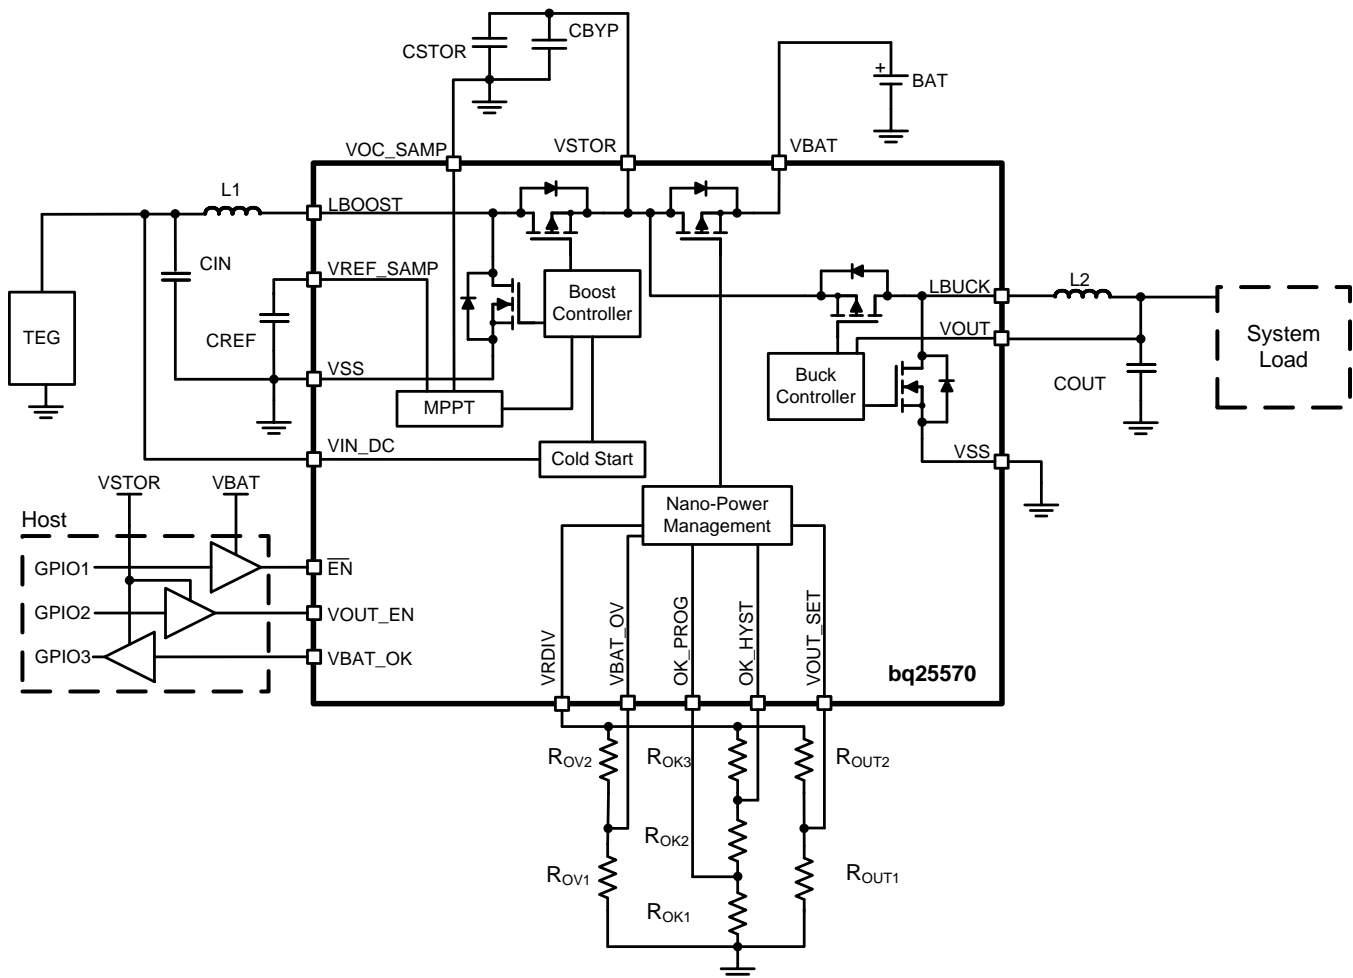 CBYP
CSTOR
+
BAT
VOC_SAMP
VSTOR
VBAT
L1
LBOOST
CIN
VREF_SAMP
Boost
Controller
LBUCK
L2
TEG
CREF
VOUT
System
Load
VSS
MPPT
Buck
Controller
COUT
VIN_DC
Cold Start
VSS
VSTOR
VBAT
Nano-Power
Management
Host
GPIO1
EN
GPIO2
VOUT_EN
GPIO3
VBAT_OK
VRDIV
VBAT_OV
OK_PROG
OK_HYST
VOUT_SET
bq25570
ROV2
ROK3
ROUT2
ROK2
ROV1
ROUT1
ROK1